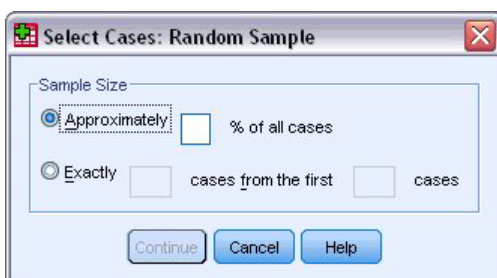 Select Cases: Random Sample
Sample Size
Approximately % of all cases
Exactly cases from the first cases
Continue Cancel Help